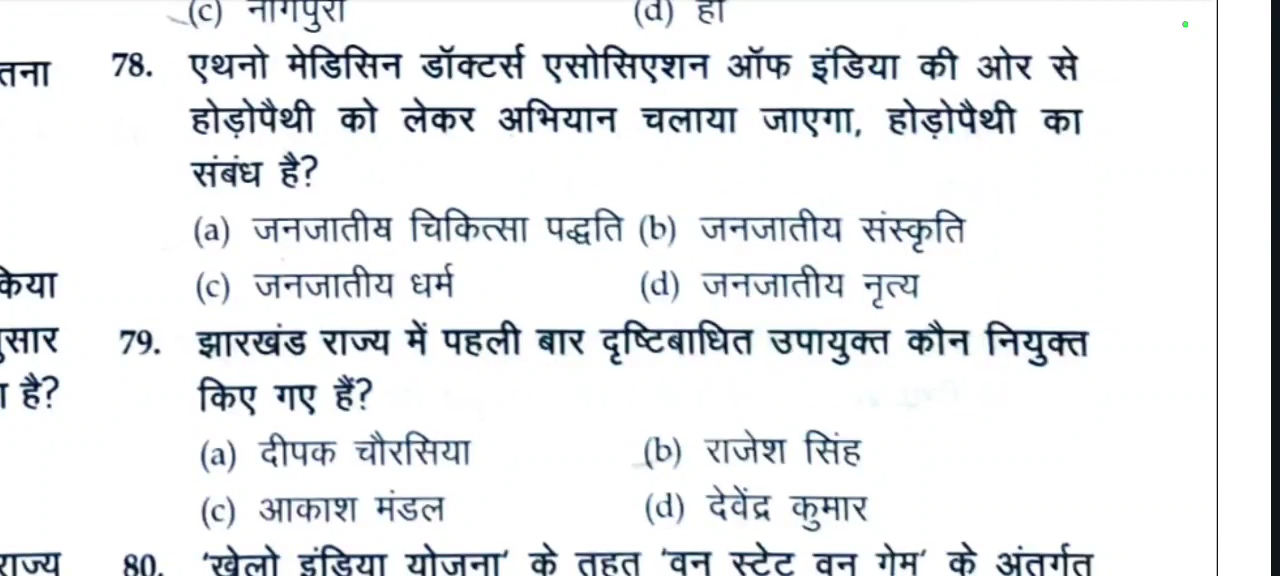 (c) नागपुरी (d) हो
तना 78. एथनो मेडिसिन डॉक्टर्स एसोसिएशन ऑफ इंडिया की ओर से
होड़ोपैथी को लेकर अभियान चलाया जाएगा, होड़ोपैथी का
संबंध है?
(a) जनजातीय चिकित्सा पद्धति (b) जनजातीय संस्कृति
केया (c) जनजातीय धर्म (d) जनजातीय नृत्य
ुसार 79. झारखंड राज्य में पहली बार दृष्टिबाधित उपायुक्त कौन नियुक्त
ा है? किए गए हैं?
(a) दीपक चौरसिया (b) राजेश सिंह
(c) आकाश मंडल (d) देवेंद्र कुमार
राज्य 80. 'खेलो इंडिया योजना' के तहत 'वन स्टेट वन गेम' के अंतर्गत